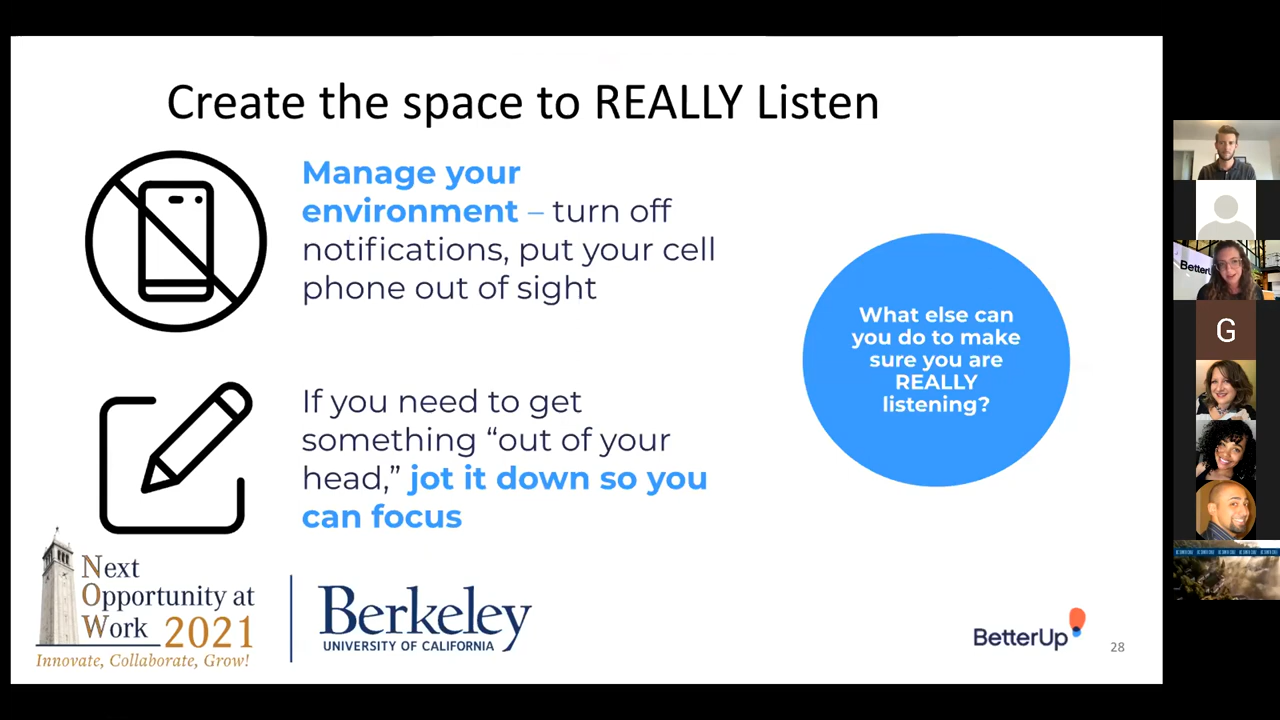 Create the space to REALLY Listen
Manage your
environment – turn off
notifications, put your cell
phone out of sight
If you need to get
something “out of your
head,” jot it down so you
can focus
What else can
you do to make
sure you are
REALLY
listening?
Next
Opportunity at
Work 2021
Innovate, Collaborate, Grow!
Berkeley
UNIVERSITY OF CALIFORNIA
BetterUp
28
G